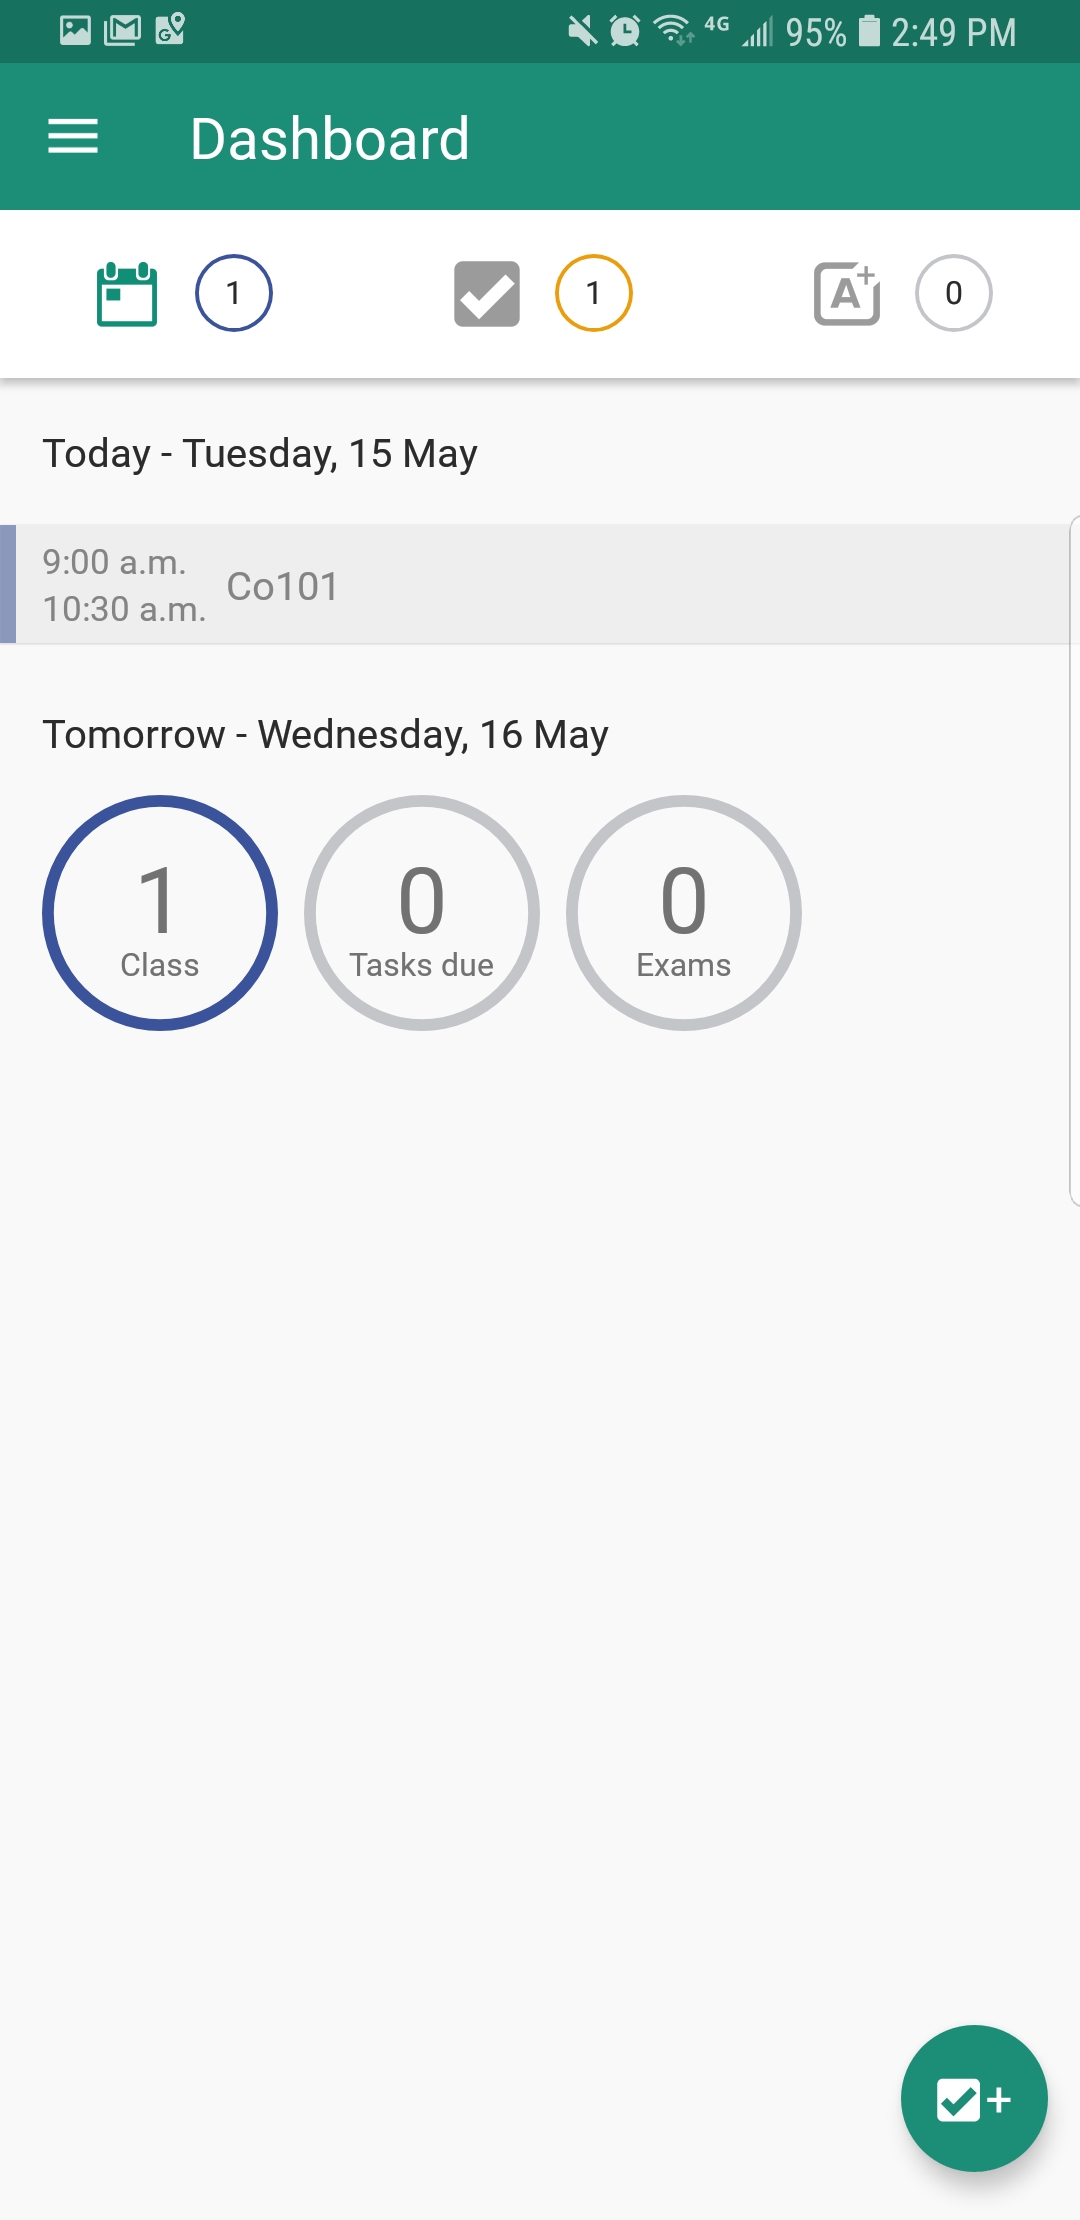 4G 95% 2:49 PM
Dashboard
1 1 A+ 0
Today - Tuesday, 15 May
9:00 a.m.
Co101
10:30 a.m.
Tomorrow - Wednesday, 16 May
1 0 0
Class Tasks due Exams